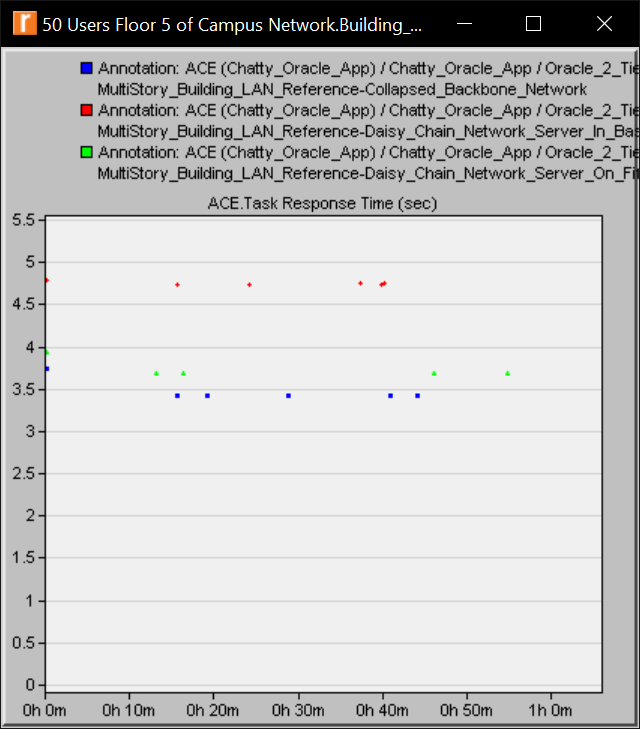 50 Users Floor 5 of Campus Network.Building_...
Annotation: ACE (Chatty_Oracle_App) / Chatty_Oracle_App / Oracle_2_Tie
MultiStory_Building_LAN_Reference-Collapsed_Backbone_Network
Annotation: ACE (Chatty_Oracle_App) / Chatty_Oracle_App / Oracle_2_Tie
MultiStory_Building_LAN_Reference-Daisy_Chain_Network_Server_In_Bas
Annotation: ACE (Chatty_Oracle_App) / Chatty_Oracle_App / Oracle_2_Tie
MultiStory_Building_LAN_Reference-Daisy_Chain_Network_Server_On_Fif
ACE.Task Response Time (sec)
5.5
5
4.5
4
3.5
3
2.5
2
1.5
1
0.5
0
0h 0m 0h 10m 0h 20m 0h 30m 0h 40m 0h 50m 1h 0m